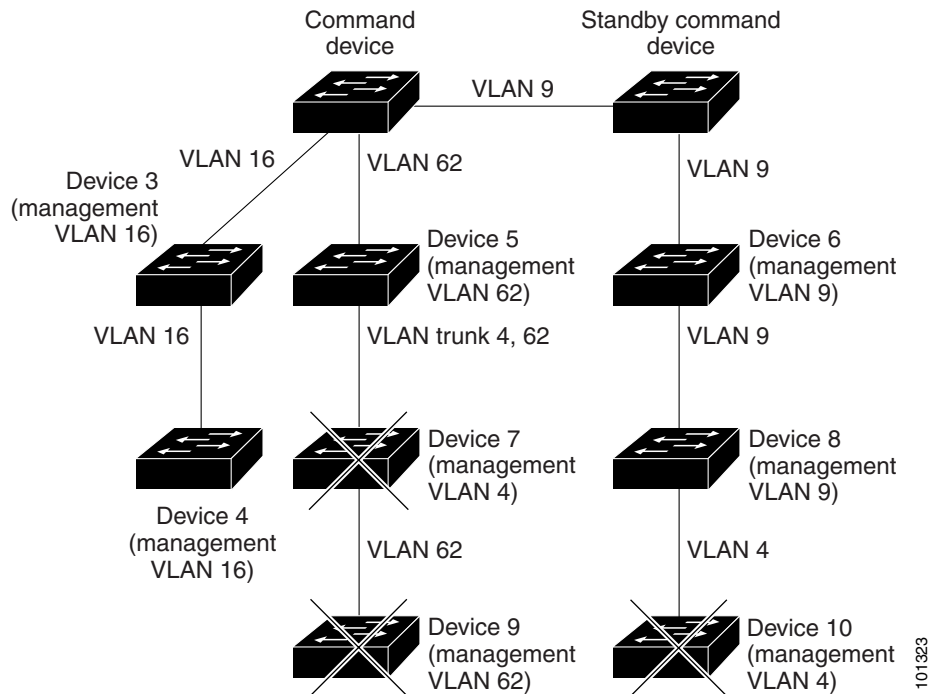 Command
device
Standby command
device
VLAN 9
VLAN 16
VLAN 62
VLAN 9
Device 3
(management
VLAN 16)
Device 5
(management
VLAN 62)
Device 6
(management
VLAN 9)
VLAN 16
VLAN trunk 4, 62
VLAN 9
Device 7
(management
VLAN 4)
Device 8
(management
VLAN 9)
Device 4
(management
VLAN 16)
VLAN 62
VLAN 4
Device 9
(management
VLAN 62)
Device 10
(management
VLAN 4)
101323